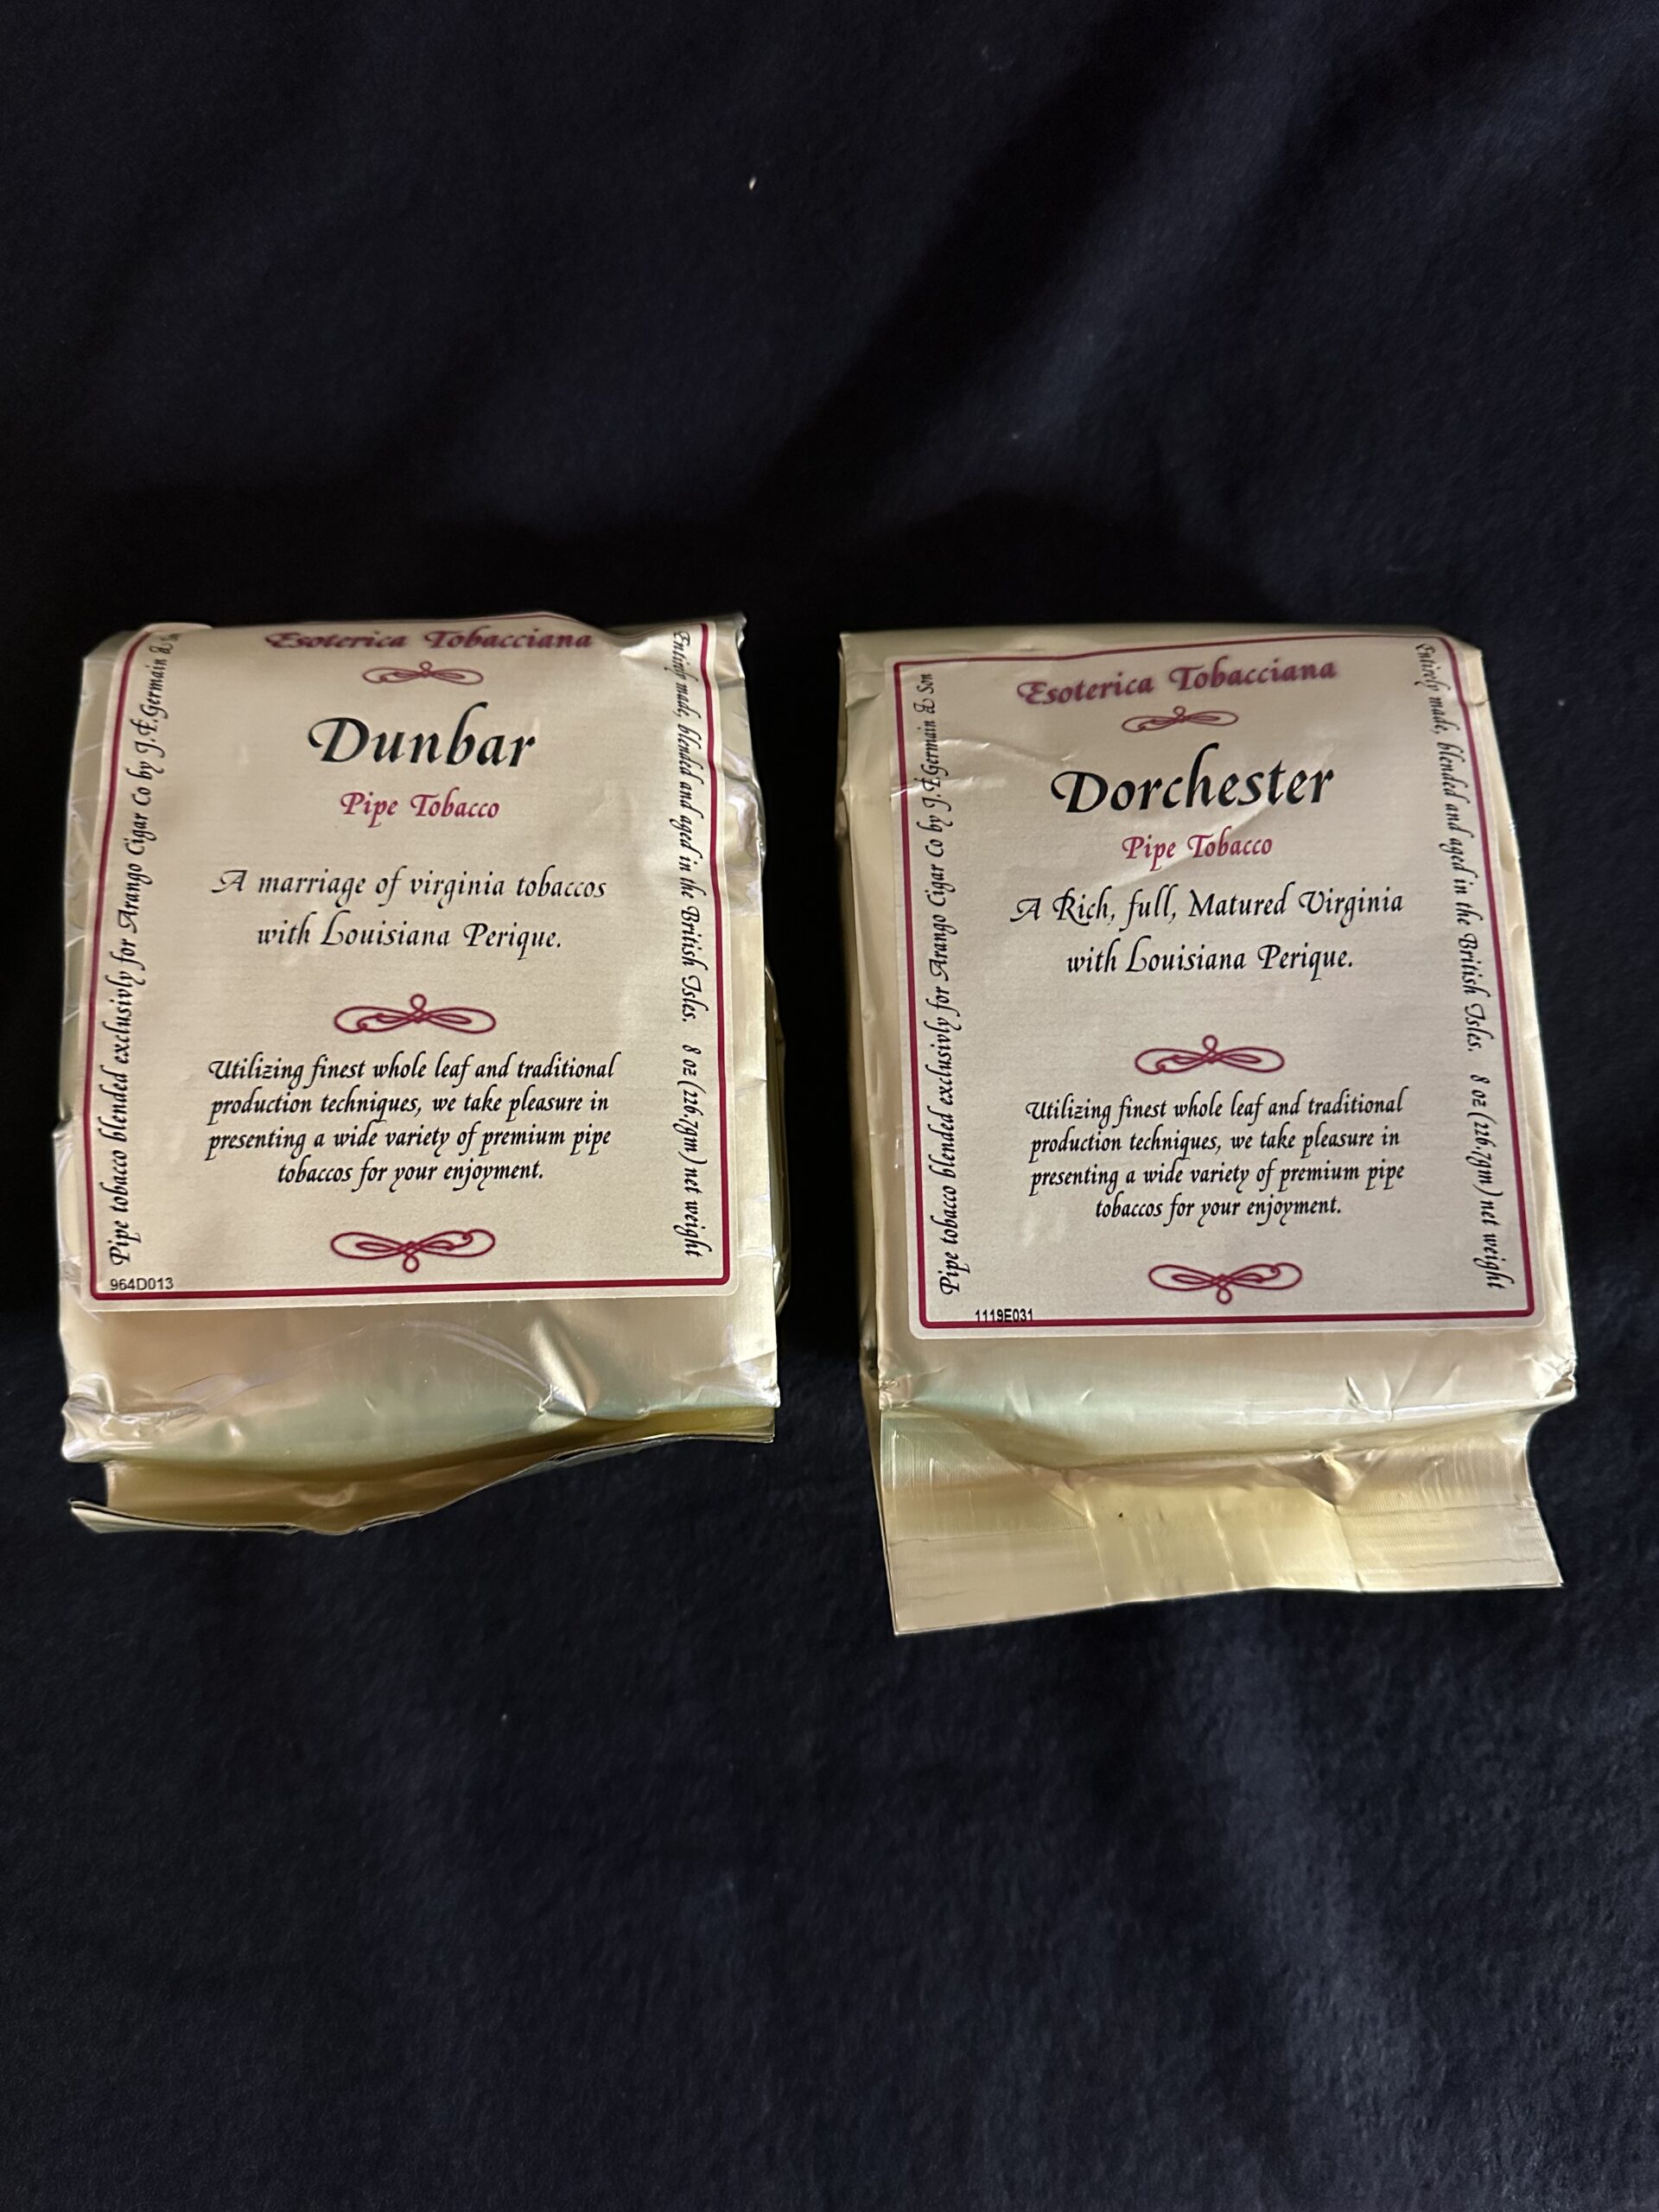 Esoterica Tobacciana
Dunbar
Pipe Tobacco
A marriage of virginia tobaccos
with Louisiana Perique.
Utilizing finest whole leaf and traditional
production techniques, we take pleasure in
presenting a wide variety of premium pipe
tobaccos for your enjoyment.
Pipe tobacco blended exclusivly for Arango Cigar Co by J.F.Germain & Son
Entirely made, blended and aged in the British Isles. 8 oz (226.7gm) net weight
964D013
Esoterica Tobacciana
Dorchester
Pipe Tobacco
A Rich, full, Matured Virginia
with Louisiana Perique.
Utilizing finest whole leaf and traditional
production techniques, we take pleasure in
presenting a wide variety of premium pipe
tobaccos for your enjoyment.
Pipe tobacco blended exclusivly for Arango Cigar Co by J.F.Germain & Son
Entirely made, blended and aged in the British Isles. 8 oz (226.7gm) net weight
1119E031